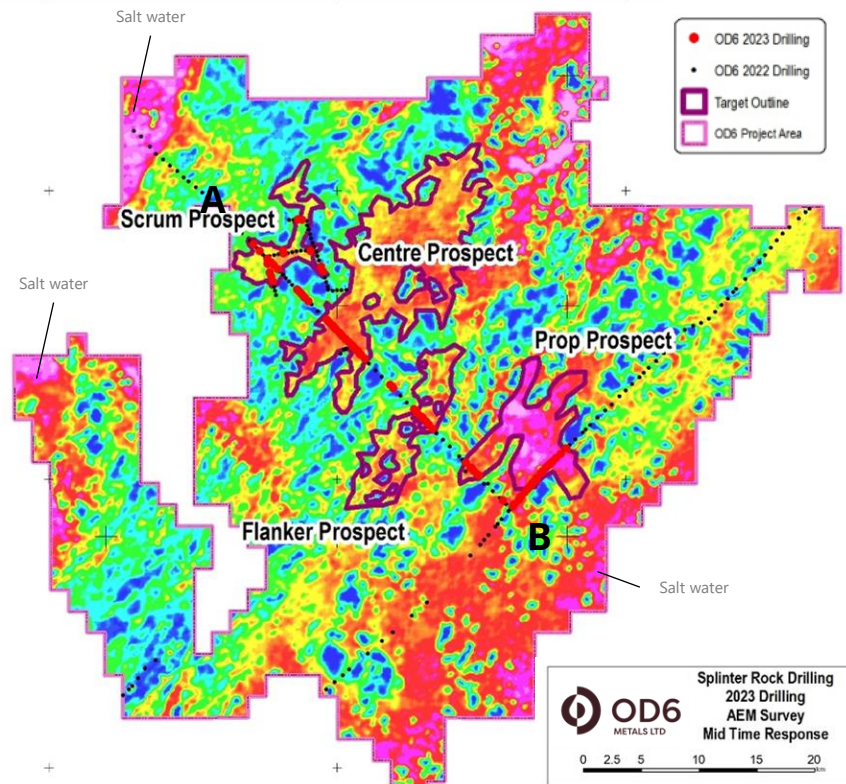 Salt water
OD6 2023 Drilling
OD6 2022 Drilling
Target Outline
OD6 Project Area
A
Scrum Prospect
Centre Prospect
Salt water
Prop Prospect
Flanker Prospect
B
Salt water
OD6
METALS LTD
Splinter Rock Drilling
2023 Drilling
AEM Survey
Mid Time Response
0 2.5 5 10 15 20
km